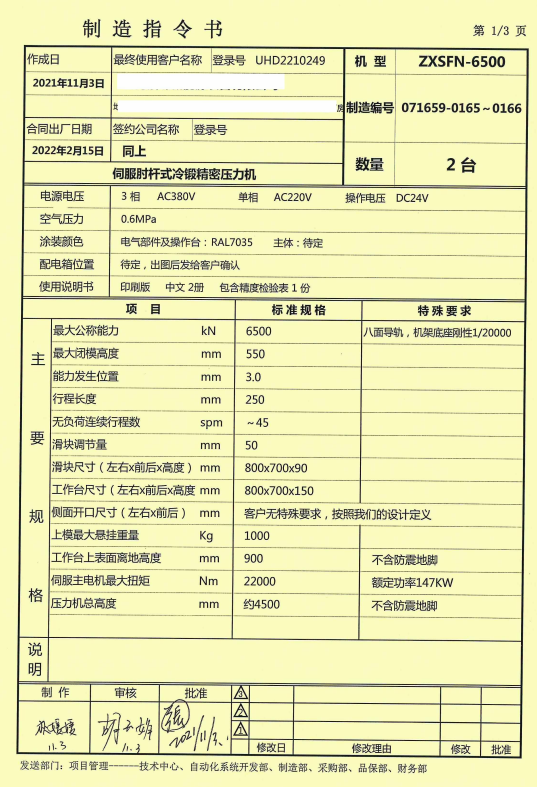 制造指令书
第 1/3 页
作成日 最终使用客户名称 登录号 UHD2210249 机 型 ZXSFN-6500
2021年11月3日
制造编号 071659-0165～0166
合同出厂日期 签约公司名称 登录号
2022年2月15日 同上 数量 2 台
伺服肘杆式冷锻精密压力机
电源电压 3 相 AC380V 单相 AC220V 操作电压 DC24V
空气压力 0.6MPa
涂装颜色 电气部件及操作台：RAL7035 主体：待定
配电箱位置 待定，出图后发给客户确认
使用说明书 印刷版 中文 2册 包含精度检验表 1 份
项 目 标准规格 特殊要求
主要规格
最大公称能力 kN 6500 八面导轨，机架底座刚性1/20000
最大闭模高度 mm 550
能力发生位置 mm 3.0
行程长度 mm 250
无负荷连续行程数 spm ～45
滑块调节量 mm 50
滑块尺寸（左右x前后x高度） mm 800x700x90
工作台尺寸（左右x前后x高度 mm 800x700x150
侧面开口尺寸（左右x前后） mm 客户无特殊要求，按照我们的设计定义
上模最大悬挂重量 Kg 1000
工作台上表面离地高度 mm 900 不含防震地脚
伺服主电机最大扭矩 Nm 22000 额定功率147KW
压力机总高度 mm 约4500 不含防震地脚
说明
制 作 审核 批准 3
2
1
11.3 11.3 2021/11/3.
修改日 修改理由 修改 批准
发送部门：项目管理------技术中心、自动化系统开发部、制造部、采购部、品保部、财务部